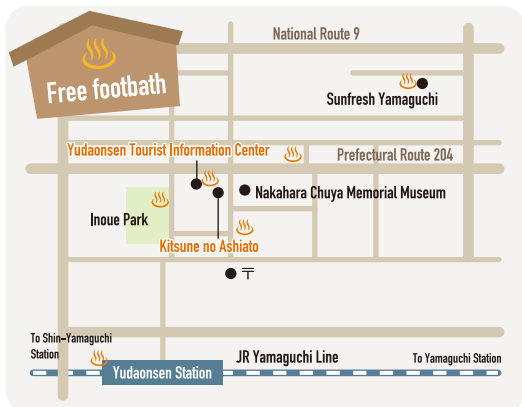 National Route 9
Free footbath
Sunfresh Yamaguchi
Yudaonsen Tourist Information Center
Prefectural Route 204
Nakahara Chuya Memorial Museum
Inoue Park
Kitsune no Ashiato
〒
To Shin-Yamaguchi
Station
JR Yamaguchi Line
To Yamaguchi Station
Yudaonsen Station